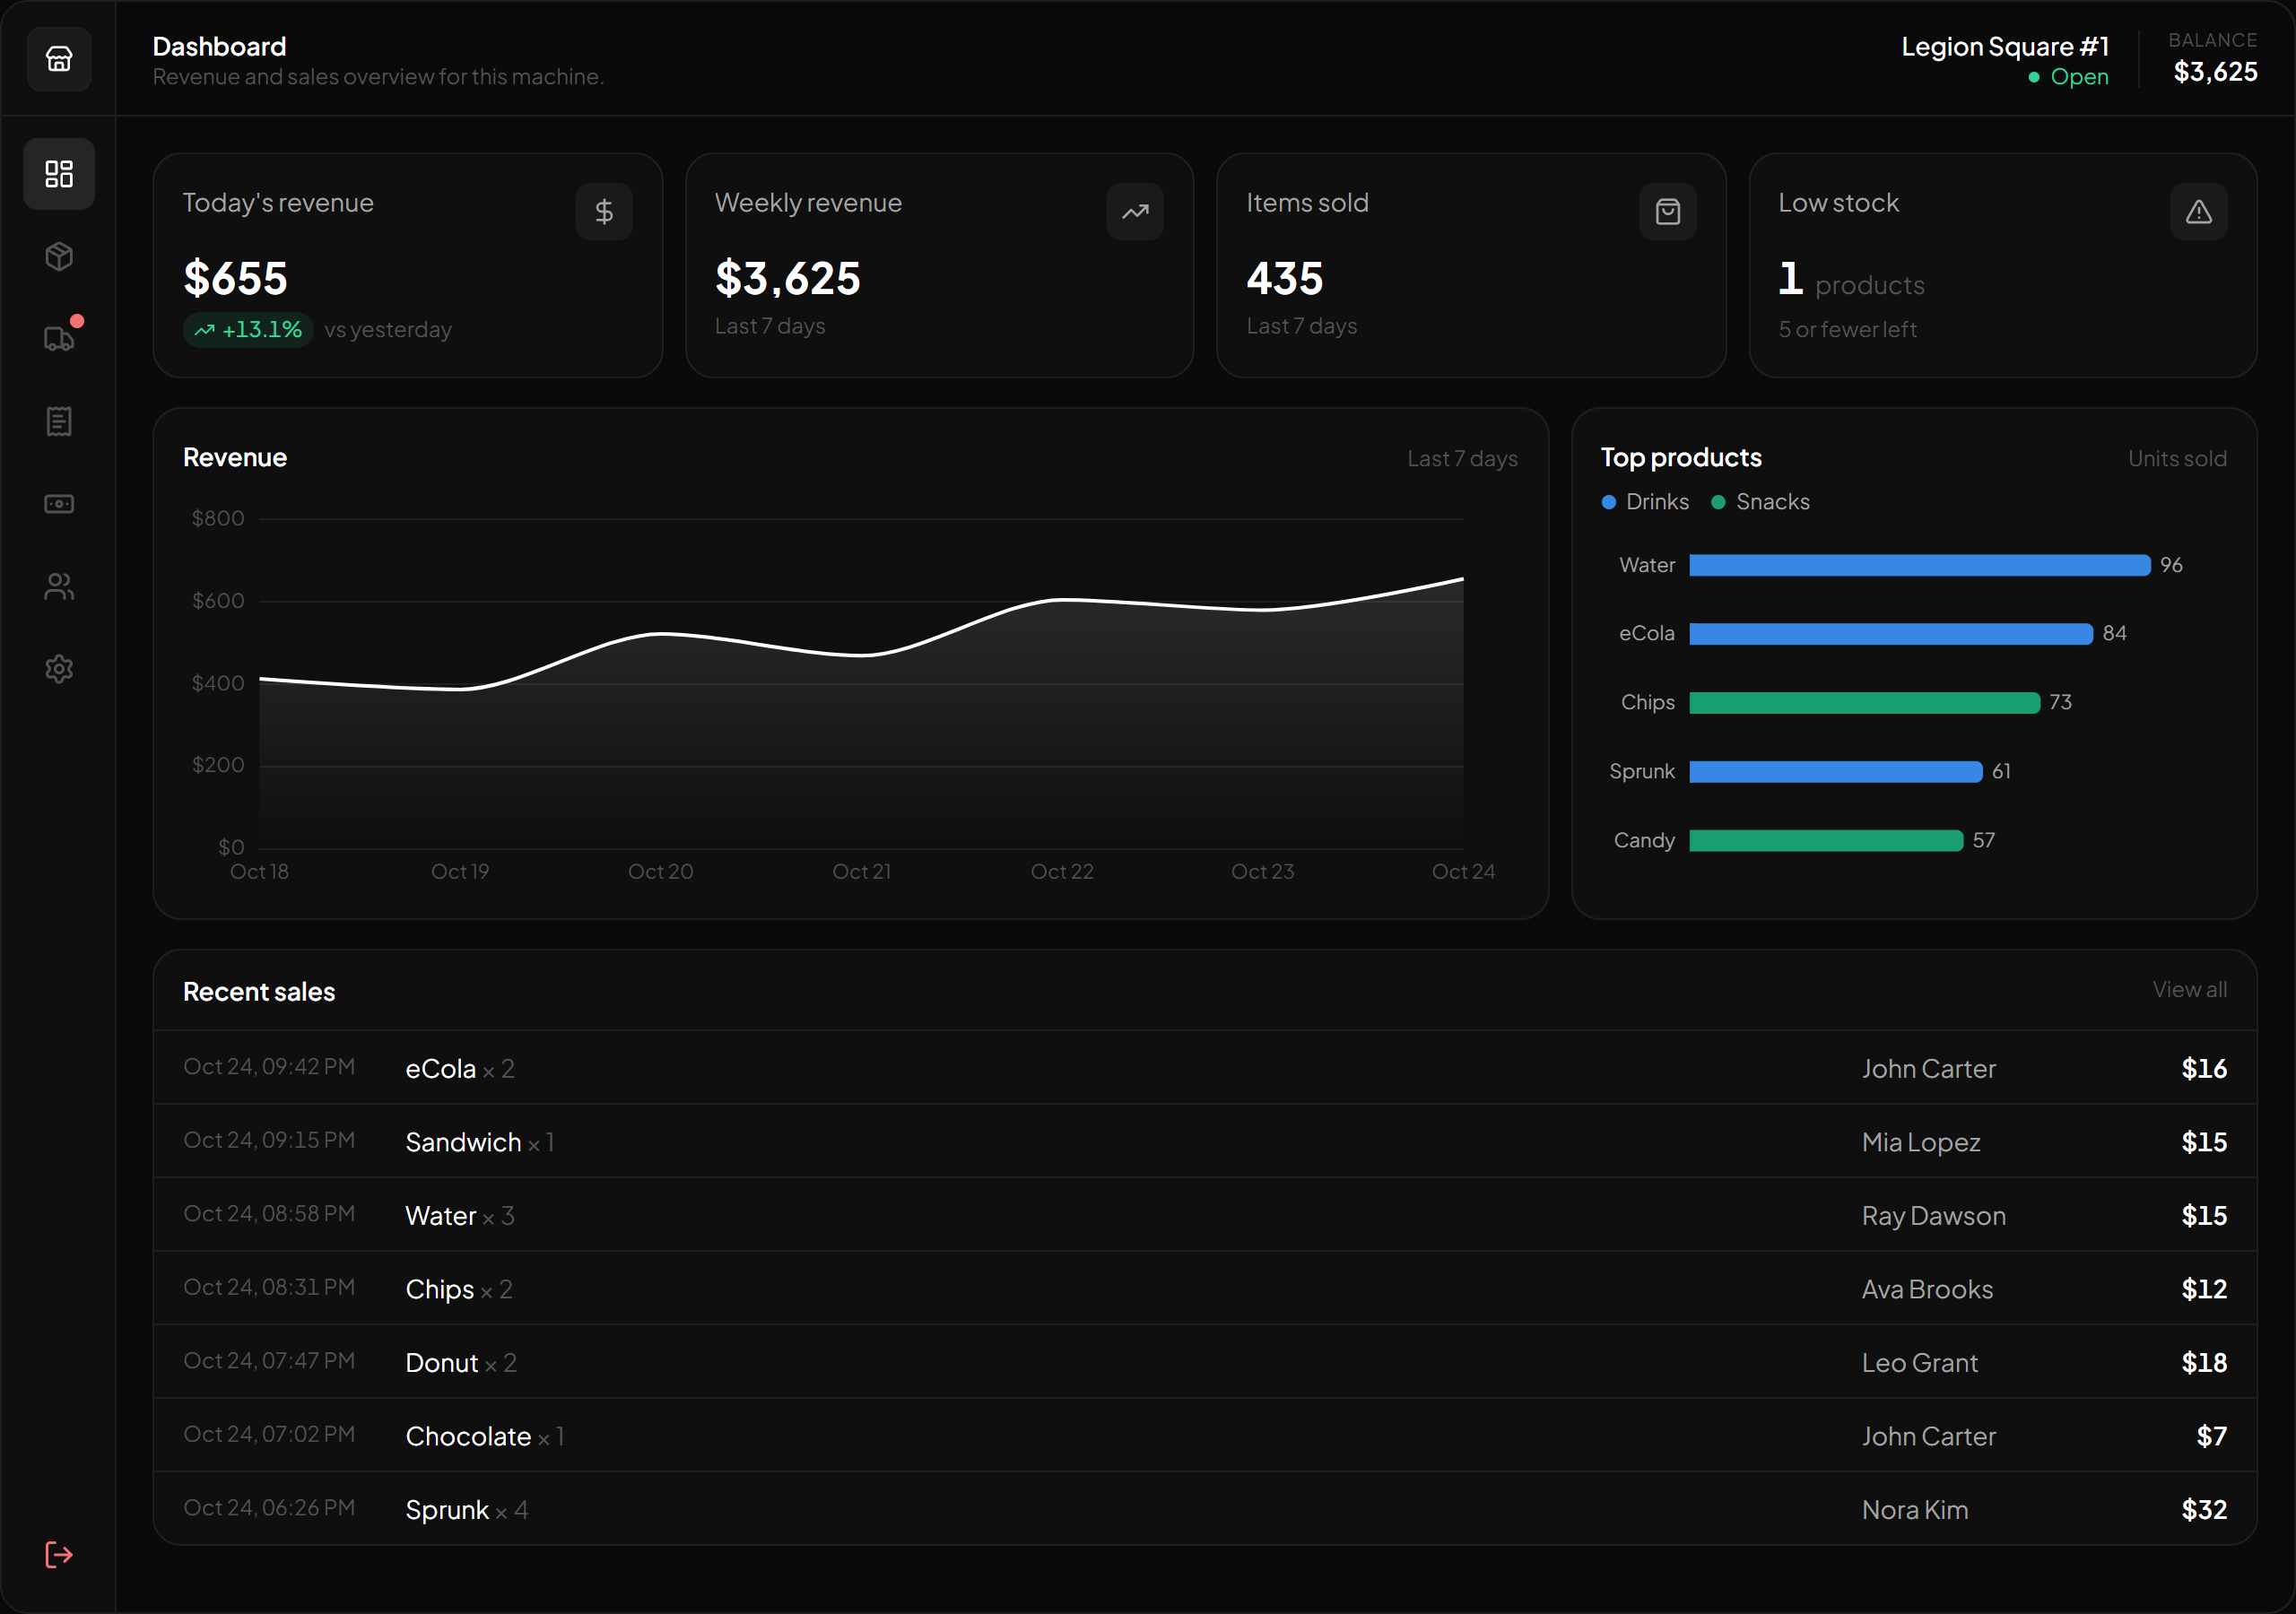 Dashboard
Revenue and sales overview for this machine.
Legion Square #1
Open
BALANCE
$3,625
Today's revenue
$655
+13.1% vs yesterday
Weekly revenue
$3,625
Last 7 days
Items sold
435
Last 7 days
Low stock
1 products
5 or fewer left
Revenue
Last 7 days
$800
$600
$400
$200
$0
Oct 18 Oct 19 Oct 20 Oct 21 Oct 22 Oct 23 Oct 24
Top products
Units sold
Drinks Snacks
Water 96
eCola 84
Chips 73
Sprunk 61
Candy 57
Recent sales
View all
Oct 24, 09:42 PM eCola × 2 John Carter $16
Oct 24, 09:15 PM Sandwich × 1 Mia Lopez $15
Oct 24, 08:58 PM Water × 3 Ray Dawson $15
Oct 24, 08:31 PM Chips × 2 Ava Brooks $12
Oct 24, 07:47 PM Donut × 2 Leo Grant $18
Oct 24, 07:02 PM Chocolate × 1 John Carter $7
Oct 24, 06:26 PM Sprunk × 4 Nora Kim $32